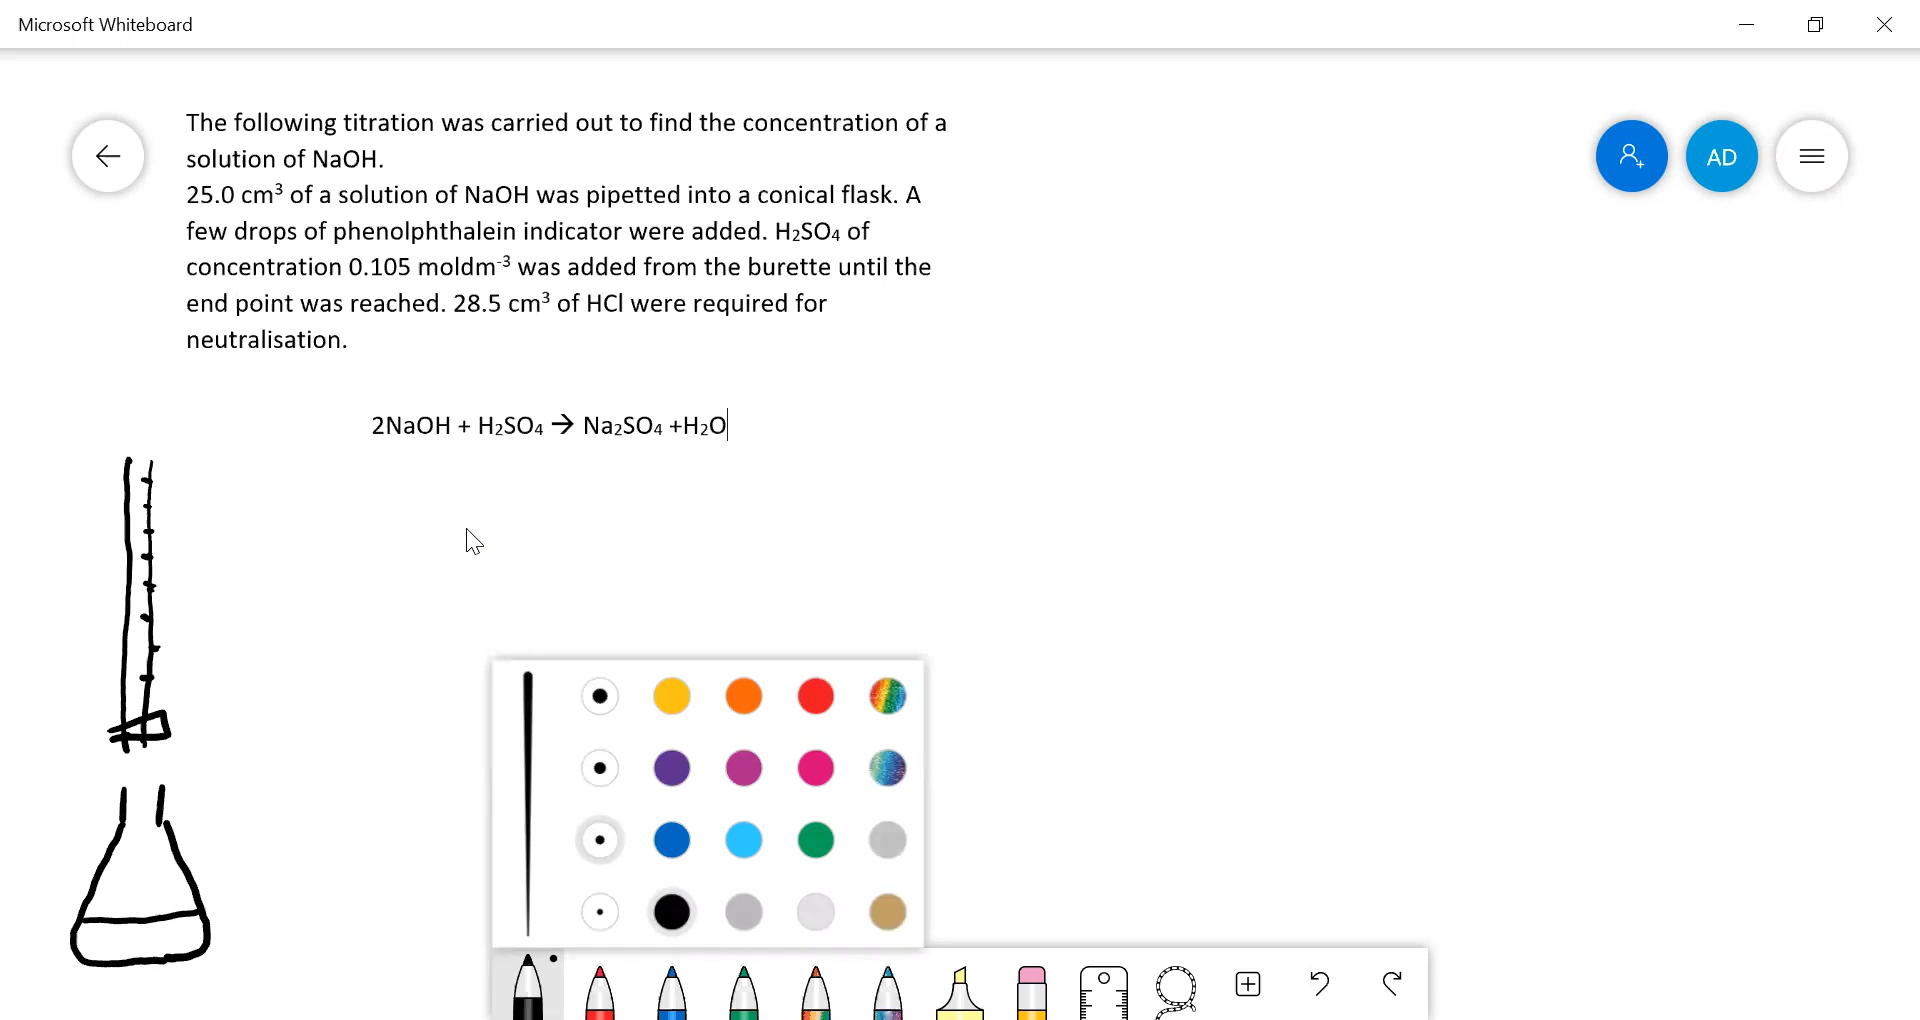 Microsoft Whiteboard
The following titration was carried out to find the concentration of a
solution of NaOH.
25.0 cm³ of a solution of NaOH was pipetted into a conical flask. A
few drops of phenolphthalein indicator were added. H₂SO₄ of
concentration 0.105 moldm⁻³ was added from the burette until the
end point was reached. 28.5 cm³ of HCl were required for
neutralisation.
2NaOH + H₂SO₄ → Na₂SO₄ +H₂O
AD